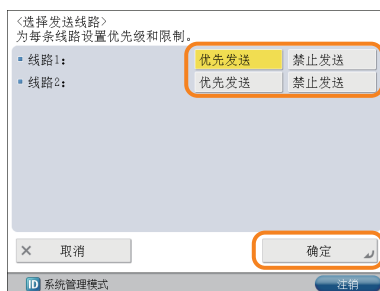 <选择发送线路>
为每条线路设置优先级和限制。
▪ 线路1: 优先发送 禁止发送
▪ 线路2: 优先发送 禁止发送
× 取消 确定
ID 系统管理模式 注销